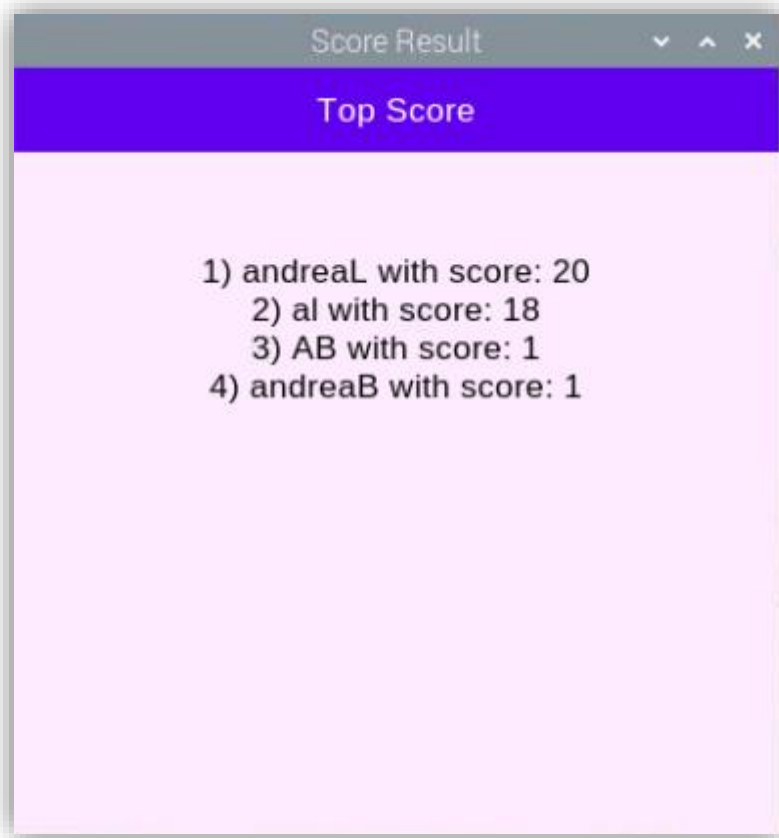 Score Result
Top Score
1) andreaL with score: 20
2) al with score: 18
3) AB with score: 1
4) andreaB with score: 1